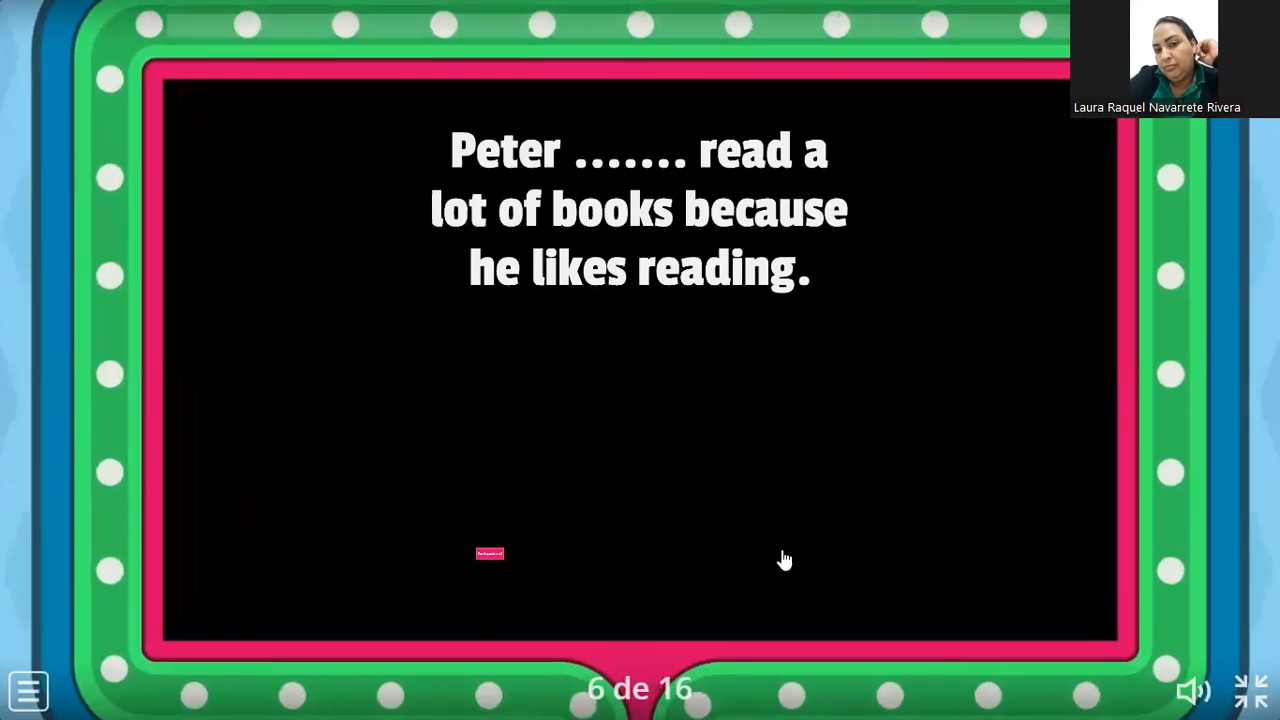 Laura Raquel Navarrete Rivera
Peter ....... read a
lot of books because
he likes reading.
6 de 16